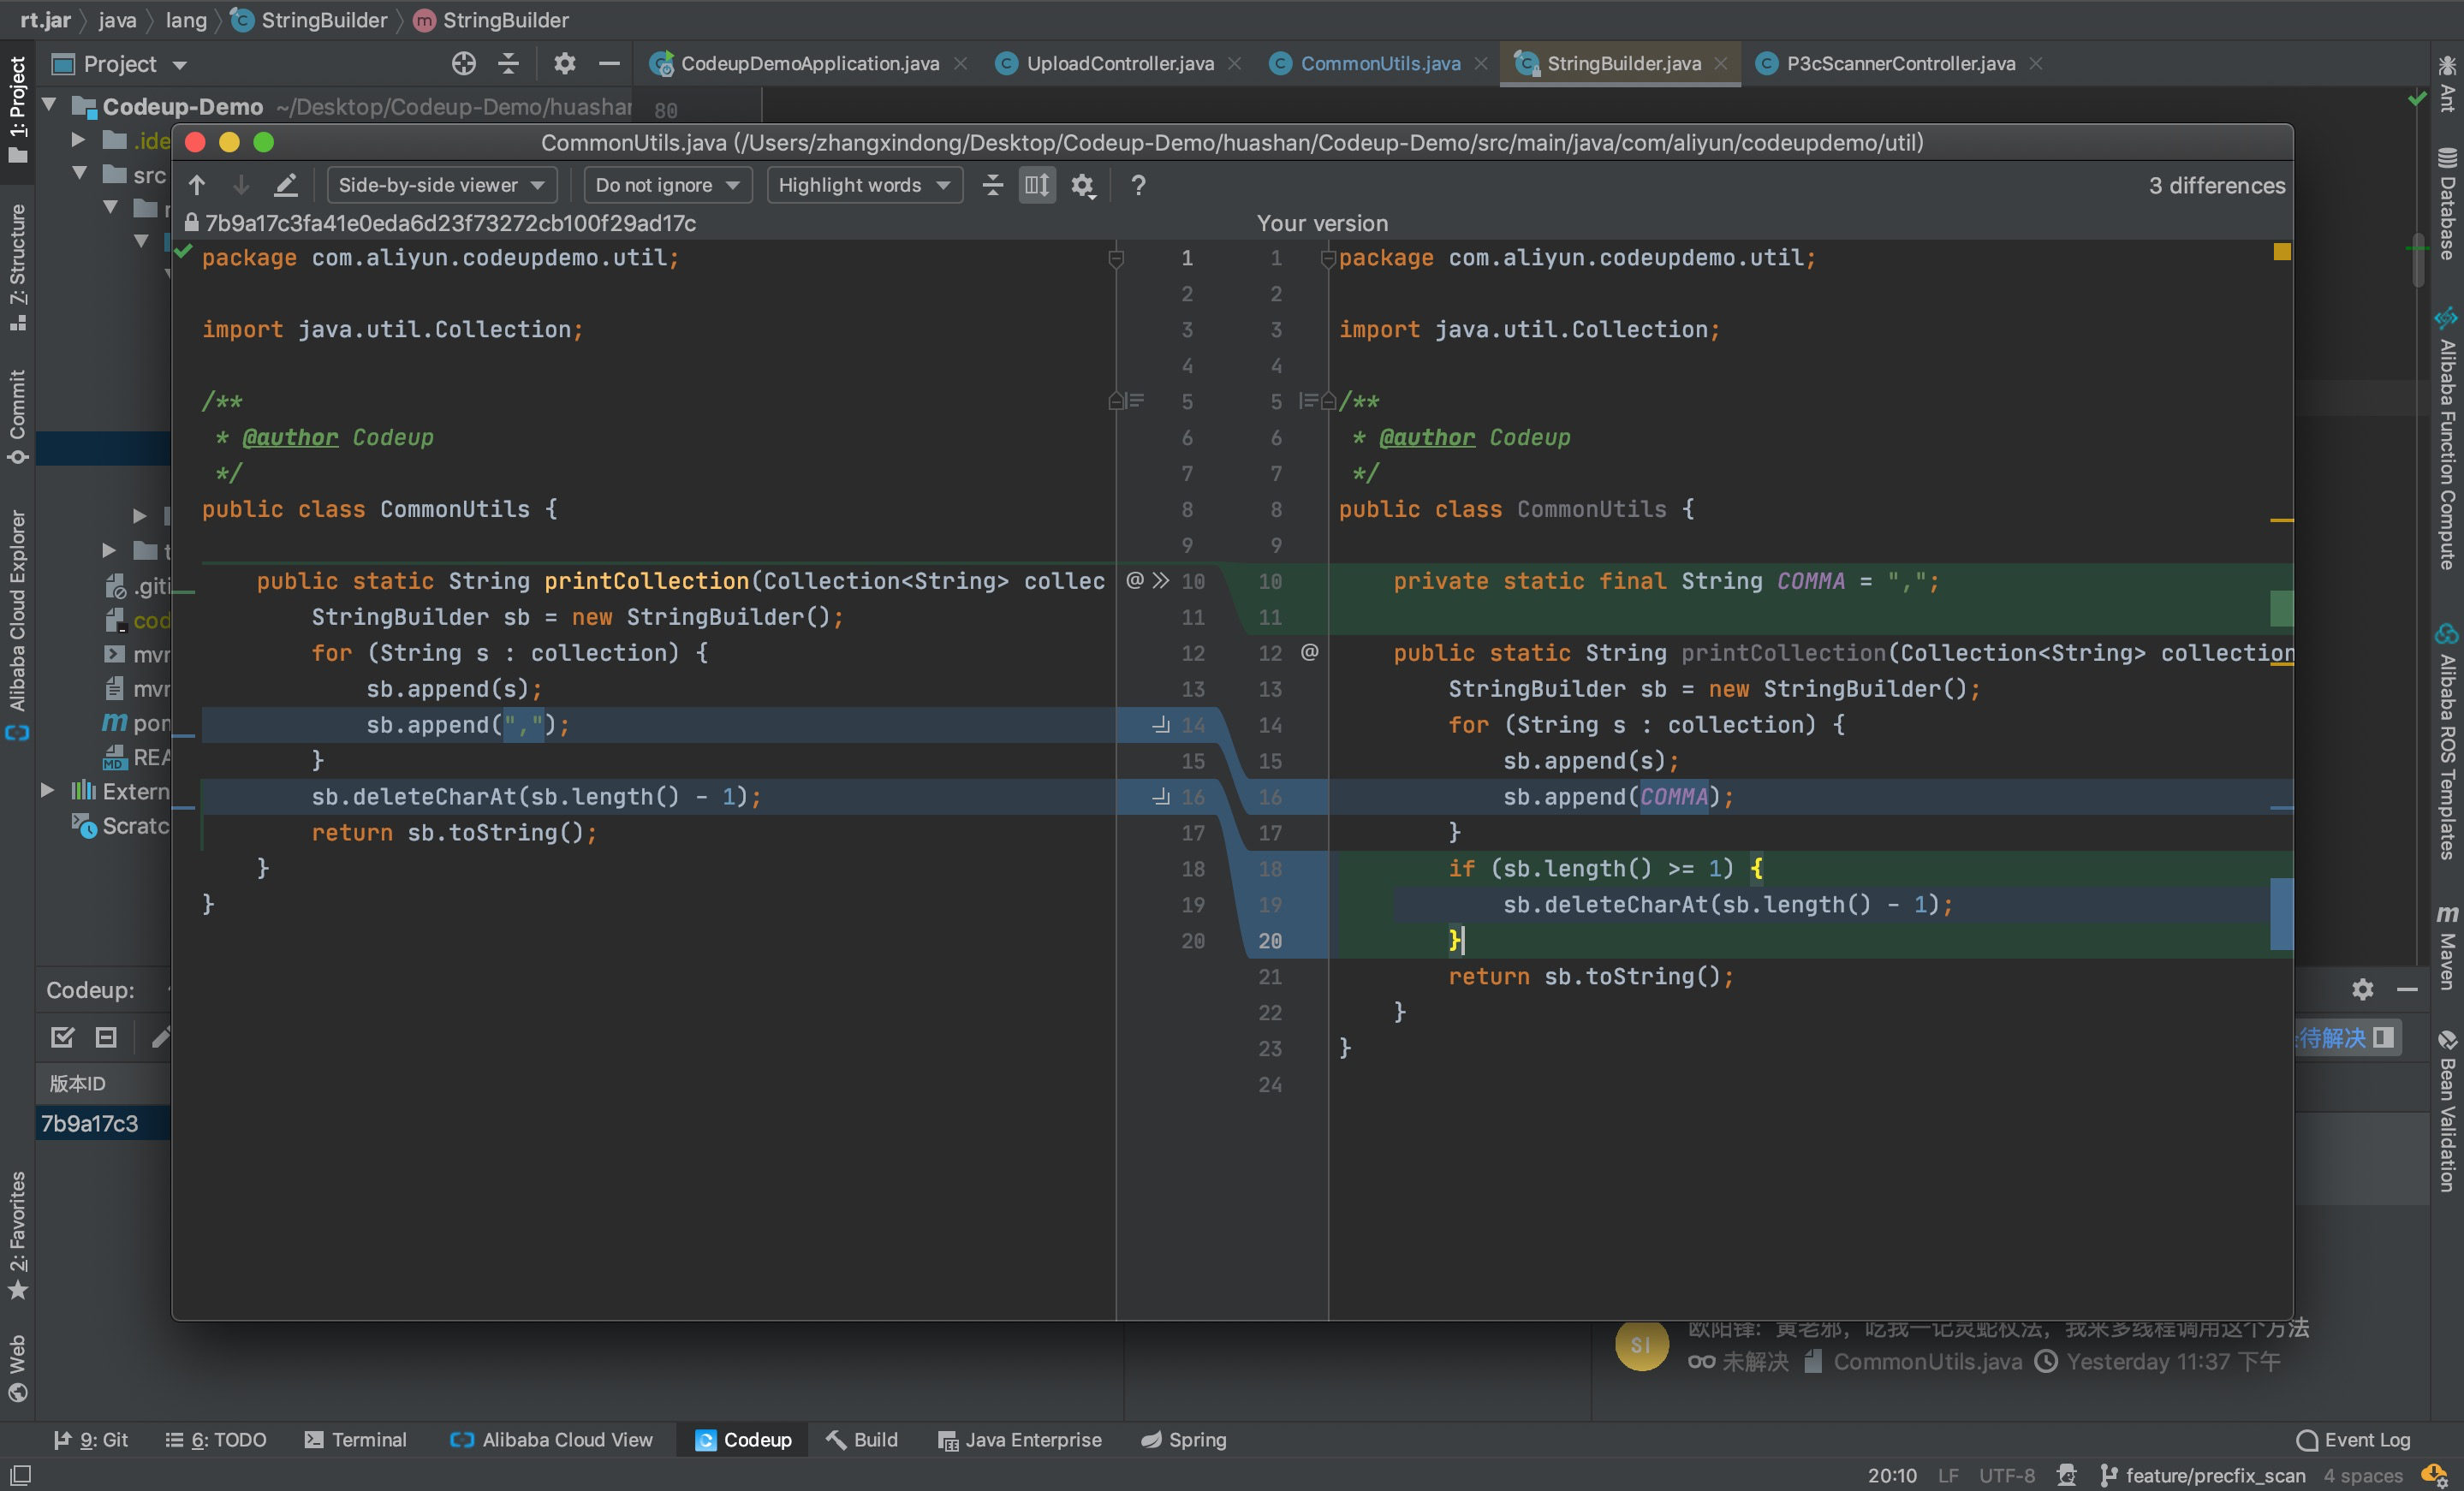 rt.jar java lang StringBuilder StringBuilder
1: Project
7: Structure
Commit
Alibaba Cloud Explorer
2: Favorites
Web
Project
CodeupDemoApplication.java UploadController.java CommonUtils.java StringBuilder.java P3cScannerController.java
Codeup-Demo ~/Desktop/Codeup-Demo/huashan
80
.ide
src
.giti
cod
mvn
mvn
pon
REA
Extern
Scratc
CommonUtils.java (/Users/zhangxindong/Desktop/Codeup-Demo/huashan/Codeup-Demo/src/main/java/com/aliyun/codeupdemo/util)
Side-by-side viewer Do not ignore Highlight words ? 3 differences
7b9a17c3fa41e0eda6d23f73272cb100f29ad17c
package com.aliyun.codeupdemo.util; 1
2
import java.util.Collection; 3
4
/** 5
* @author Codeup 6
*/ 7
public class CommonUtils { 8
9
public static String printCollection(Collection<String> collec @ 10
StringBuilder sb = new StringBuilder(); 11
for (String s : collection) { 12
sb.append(s); 13
sb.append(","); 14
} 15
sb.deleteCharAt(sb.length() - 1); 16
return sb.toString(); 17
} 18
} 19
20
Your version
1 package com.aliyun.codeupdemo.util;
2
3 import java.util.Collection;
4
5 /**
6 * @author Codeup
7 */
8 public class CommonUtils {
9
10 private static final String COMMA = ",";
11
12 @ public static String printCollection(Collection<String> collection
13 StringBuilder sb = new StringBuilder();
14 for (String s : collection) {
15 sb.append(s);
16 sb.append(COMMA);
17 }
18 if (sb.length() >= 1) {
19 sb.deleteCharAt(sb.length() - 1);
20 }
21 return sb.toString();
22 }
23 }
24
Codeup:
版本ID
7b9a17c3
待解决
欧阳锋：黄老邪，吃我一记灵蛇杖法，我来多线程调用这个方法
未解决 CommonUtils.java Yesterday 11:37 下午
SI
Ant
Database
Alibaba Function Compute
Alibaba ROS Templates
Maven
Bean Validation
9: Git 6: TODO Terminal Alibaba Cloud View Codeup Build Java Enterprise Spring Event Log
20:10 LF UTF-8 feature/precfix_scan 4 spaces